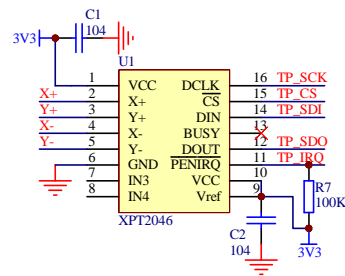 C1
3V3
104
U1
1 VCC DCLK 16 TP_SCK
X+ 2 X+ CS 15 TP_CS
Y+ 3 Y+ DIN 14 TP_SDI
X- 4 X- BUSY 13
Y- 5 Y- DOUT 12 TP_SDO
6 GND PENIRQ 11 TP_IRQ
7 IN3 VCC 10
8 IN4 Vref 9
R7
100K
XPT2046
C2
104
3V3